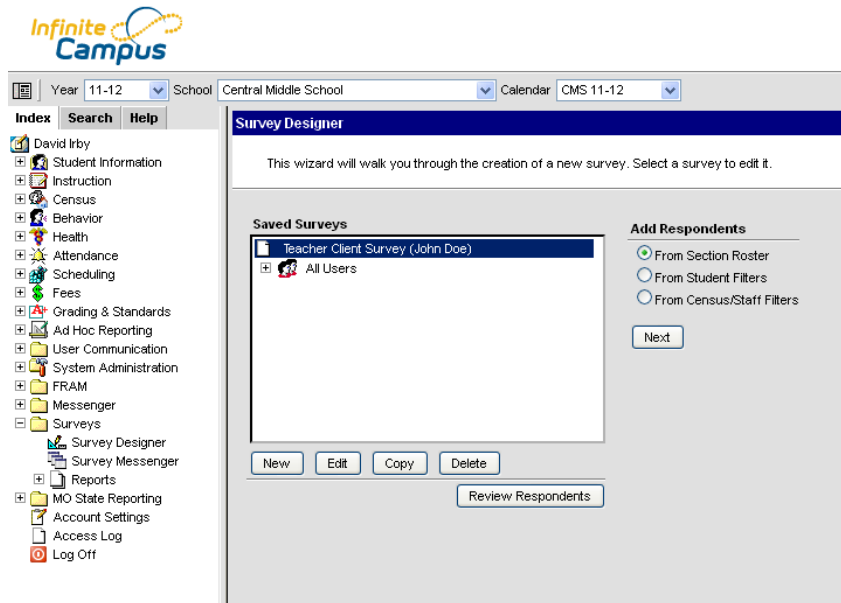 Infinite
Campus
Year 11-12 School Central Middle School Calendar CMS 11-12
Index Search Help
David Irby
Student Information
Instruction
Census
Behavior
Health
Attendance
Scheduling
Fees
Grading & Standards
Ad Hoc Reporting
User Communication
System Administration
FRAM
Messenger
Surveys
Survey Designer
Survey Messenger
Reports
MO State Reporting
Account Settings
Access Log
Log Off
Survey Designer
This wizard will walk you through the creation of a new survey. Select a survey to edit it.
Saved Surveys
Teacher Client Survey (John Doe)
All Users
New Edit Copy Delete
Review Respondents
Add Respondents
From Section Roster
From Student Filters
From Census/Staff Filters
Next